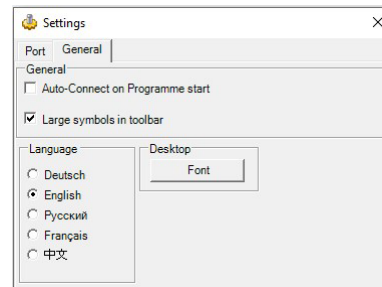 Settings
Port General
General
Auto-Connect on Programme start
Large symbols in toolbar
Language
Deutsch
English
Русский
Français
中文
Desktop
Font